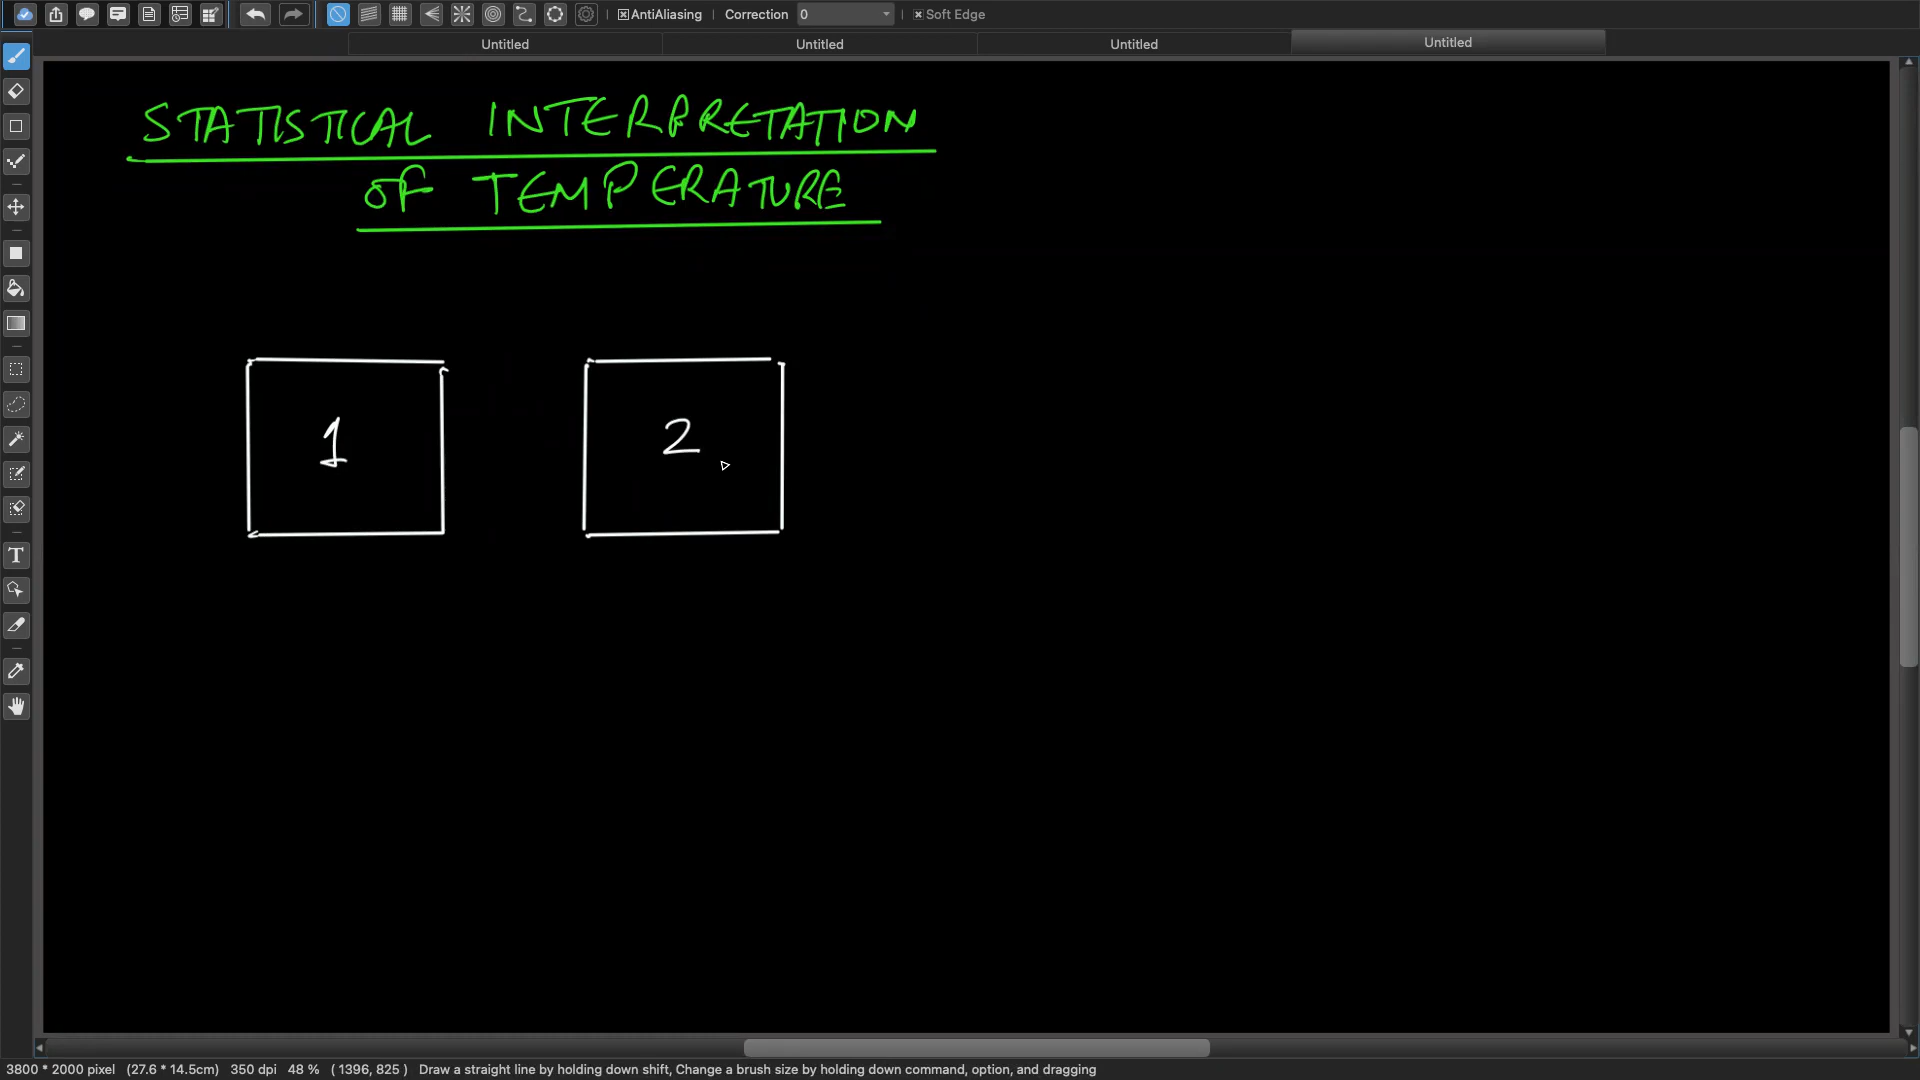 AntiAliasing Correction 0 Soft Edge
Untitled Untitled Untitled Untitled
STATISTICAL INTERPRETATION
OF TEMPERATURE
1 2
T
3800 * 2000 pixel (27.6 * 14.5cm) 350 dpi 48 % ( 1396, 825 ) Draw a straight line by holding down shift, Change a brush size by holding down command, option, and dragging